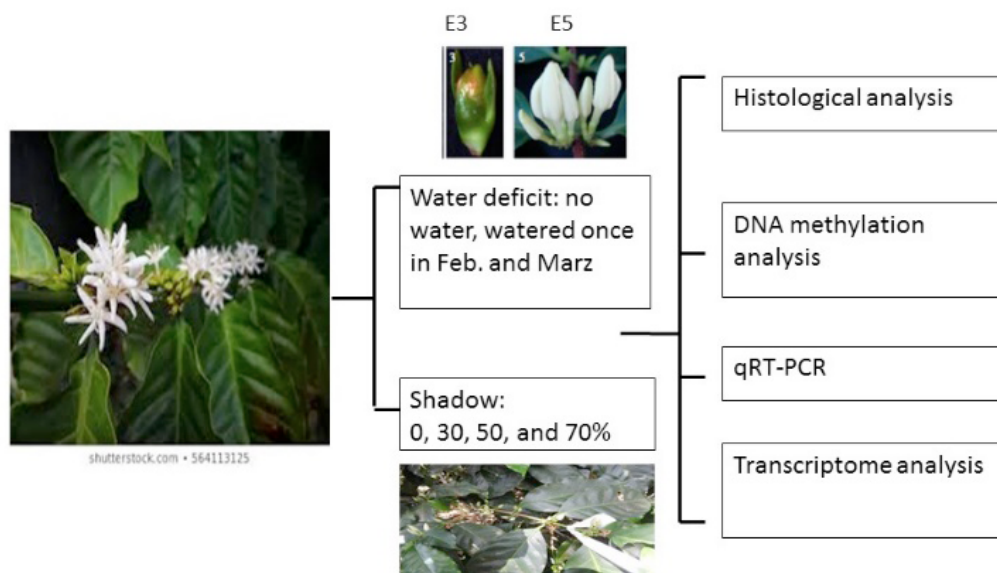 E3 E5
3 5
Water deficit: no
water, watered once
in Feb. and Marz
Shadow:
0, 30, 50, and 70%
shutterstock.com • 564113125
Histological analysis
DNA methylation
analysis
qRT-PCR
Transcriptome analysis